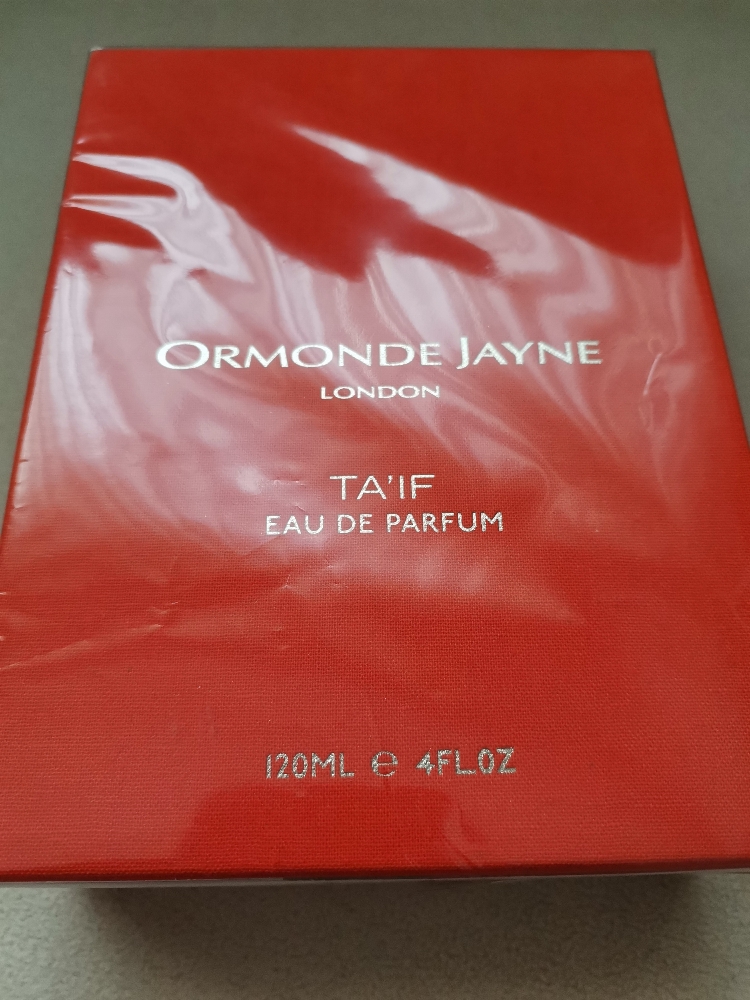 ORMONDE JAYNE
LONDON
TA'IF
EAU DE PARFUM
120ML ℮ 4FL.OZ